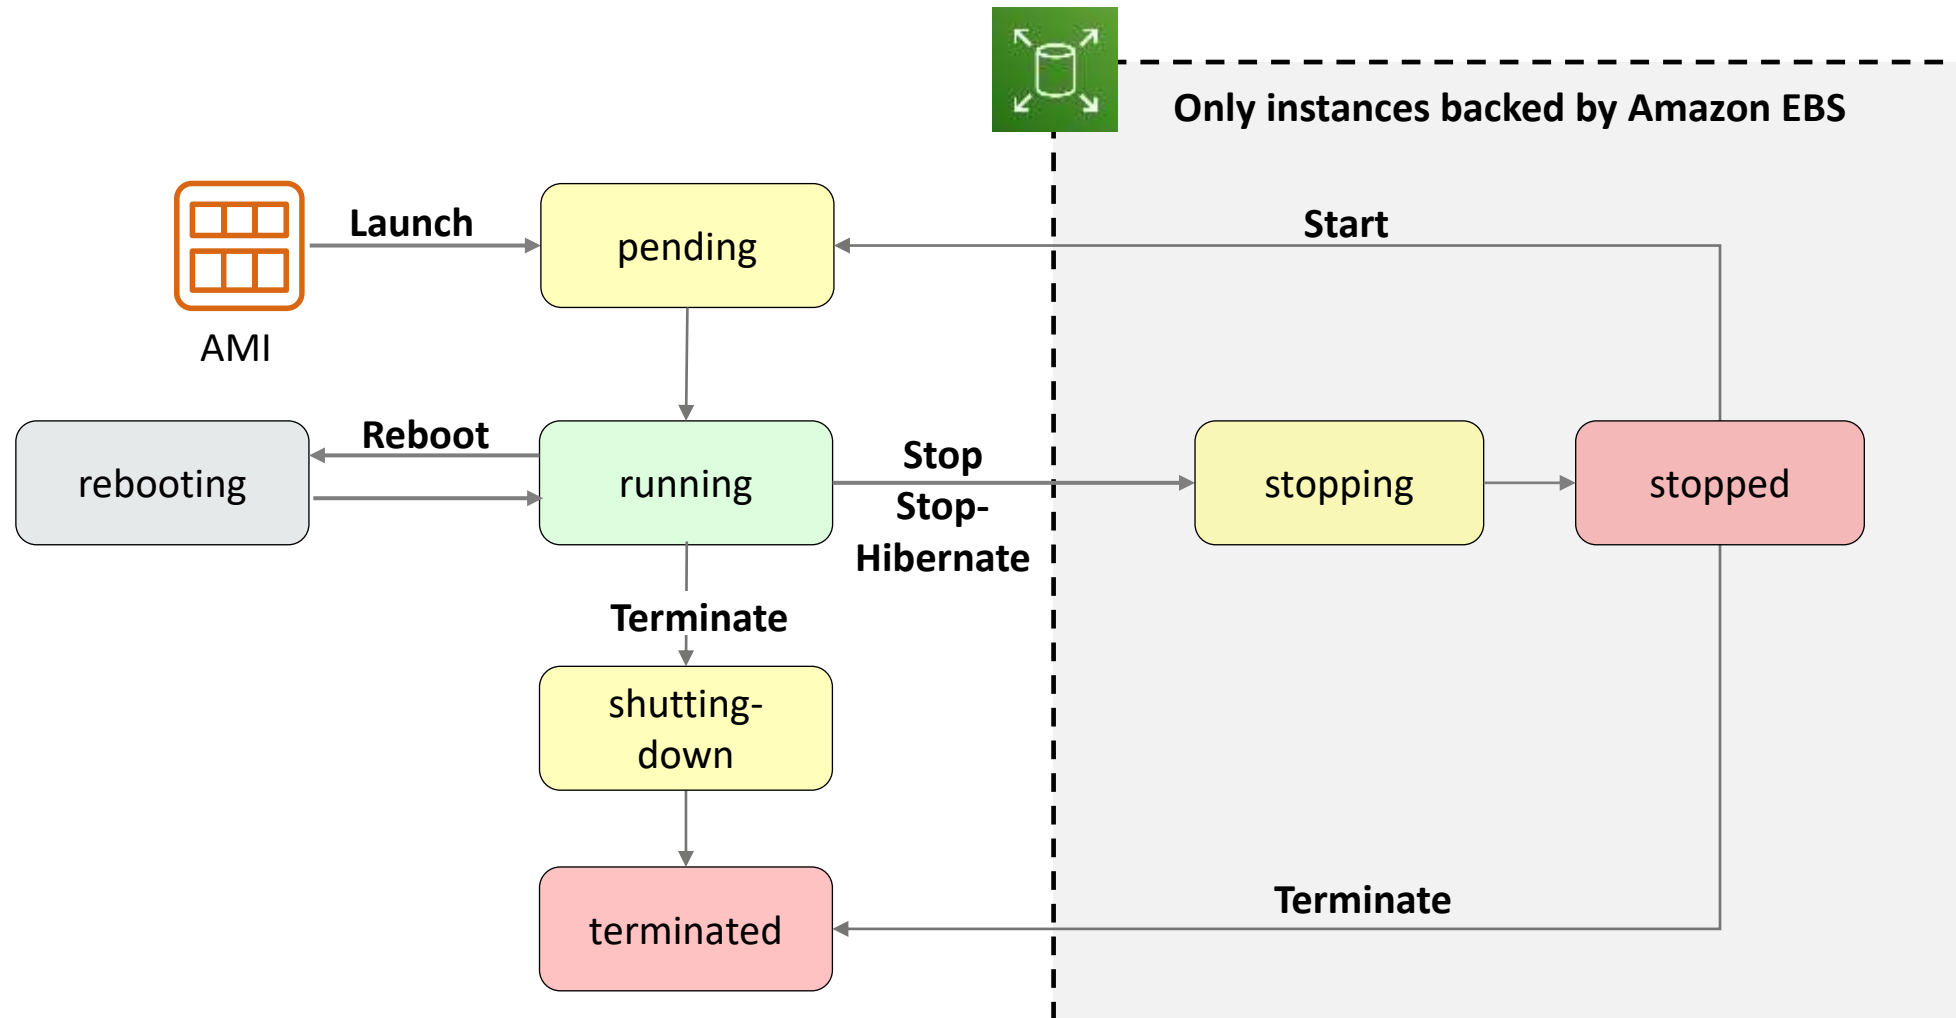 Only instances backed by Amazon EBS
Launch
pending
Start
AMI
rebooting
Reboot
running
Stop
Stop-
Hibernate
stopping
stopped
Terminate
shutting-
down
terminated
Terminate